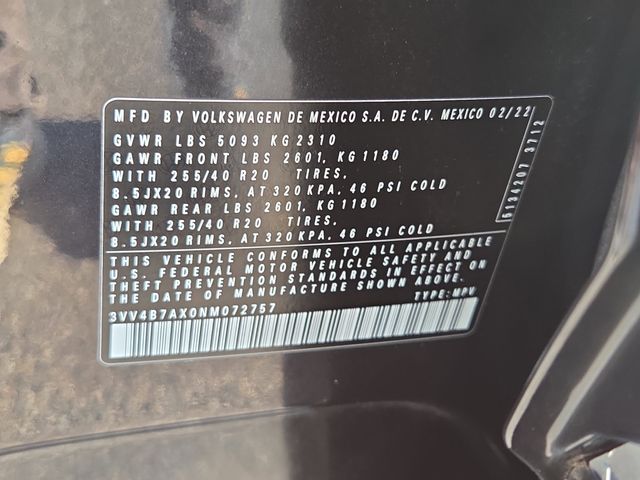 MFD BY VOLKSWAGEN DE MEXICO S.A. DE C.V. MEXICO 02/22
GVWR LBS 5093 KG 2310
GAWR FRONT LBS 2601, KG 1180
WITH 255/40 R20 TIRES,
8.5JX20 RIMS, AT 320 KPA, 46 PSI COLD
GAWR REAR LBS 2601, KG 1180
WITH 255/40 R20 TIRES,
8.5JX20 RIMS, AT 320 KPA, 46 PSI COLD
THIS VEHICLE CONFORMS TO ALL APPLICABLE
U.S. FEDERAL MOTOR VEHICLE SAFETY AND
THEFT PREVENTION STANDARDS IN EFFECT ON
THE DATE OF MANUFACTURE SHOWN ABOVE.
3VV4B7AX0NM072757 TYPE: MPV
5134207 3712